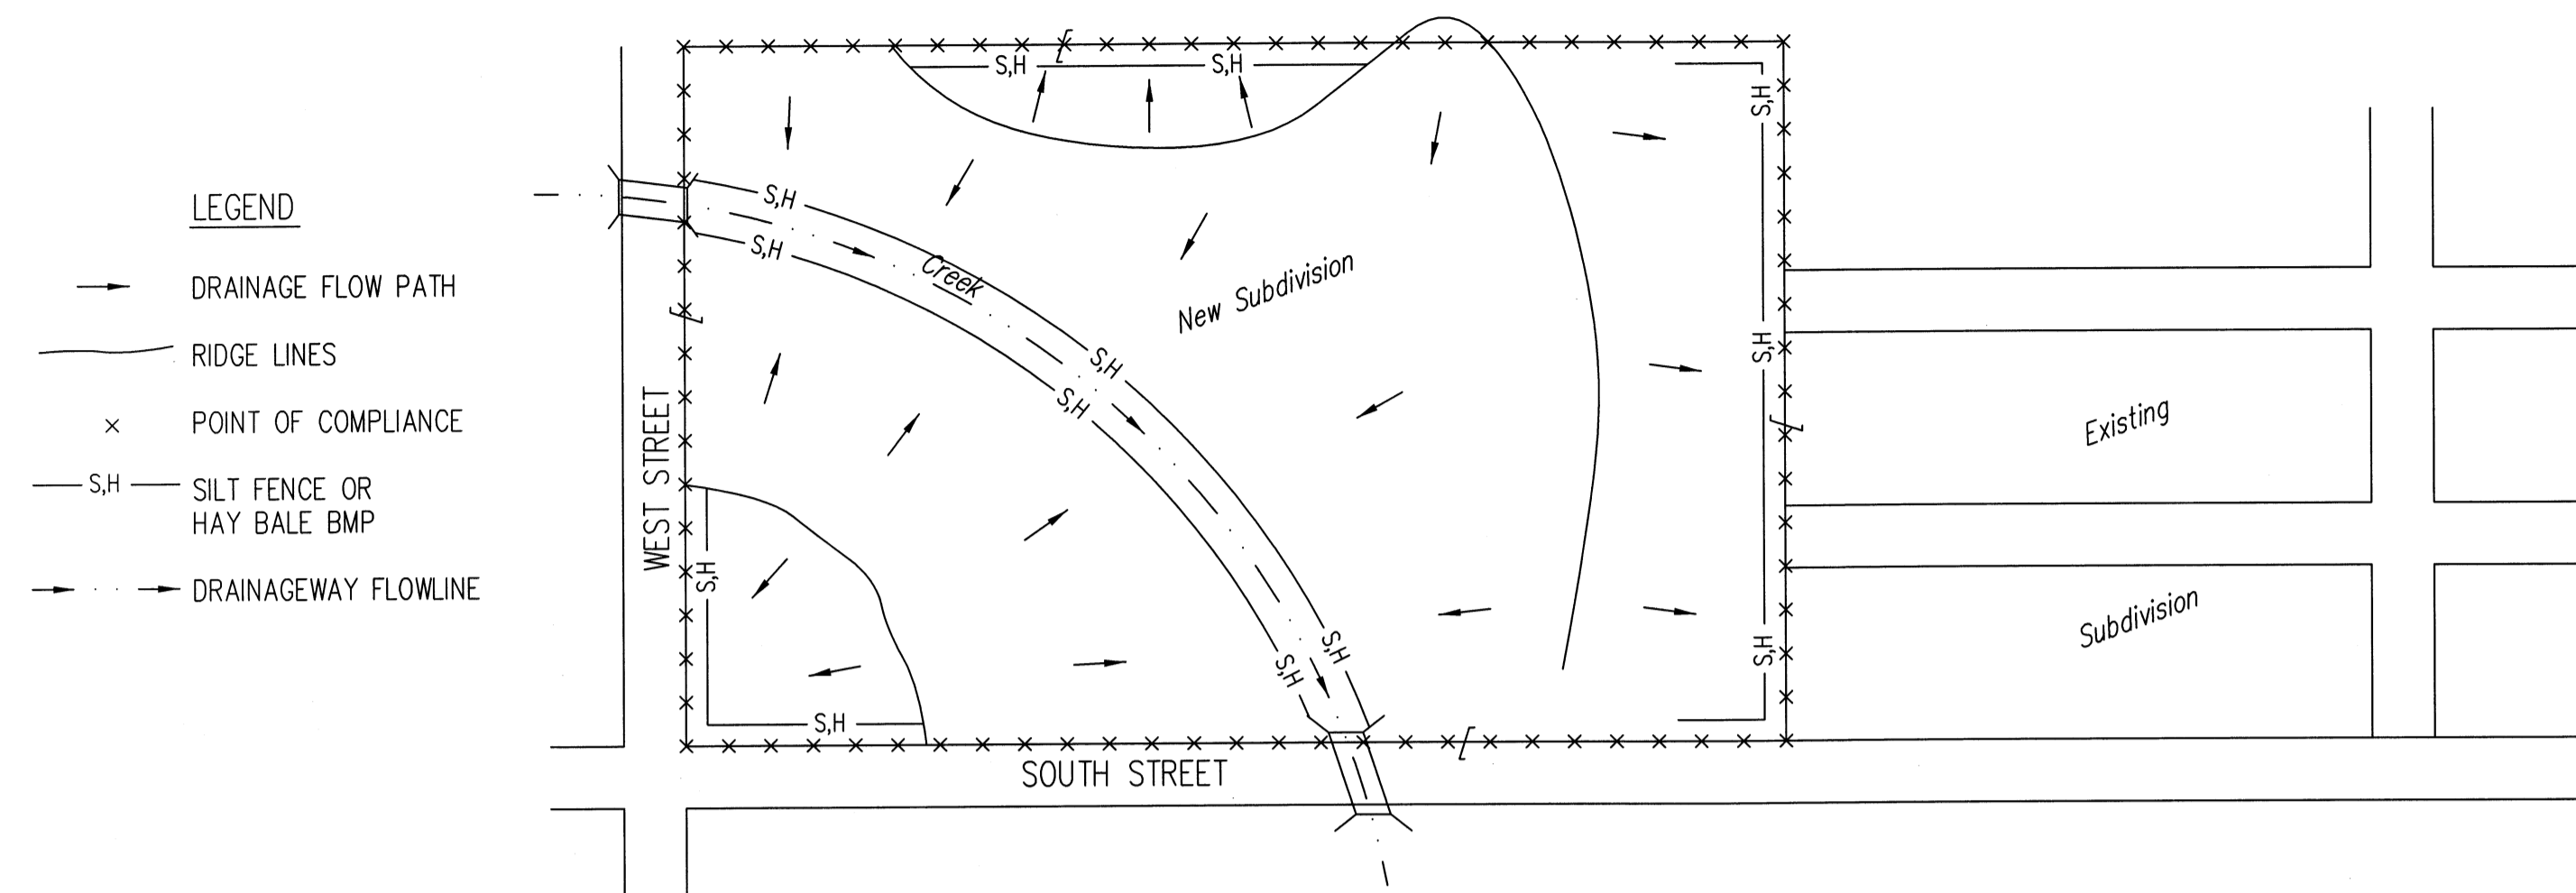 LEGEND
DRAINAGE FLOW PATH
RIDGE LINES
× POINT OF COMPLIANCE
S,H SILT FENCE OR
HAY BALE BMP
DRAINAGEWAY FLOWLINE
S,H
S,H
S,H
S,H
S,H
S,H
S,H
S,H
S,H
S,H
S,H
S,H
S,H
Creek
New Subdivision
WEST STREET
SOUTH STREET
Existing
Subdivision